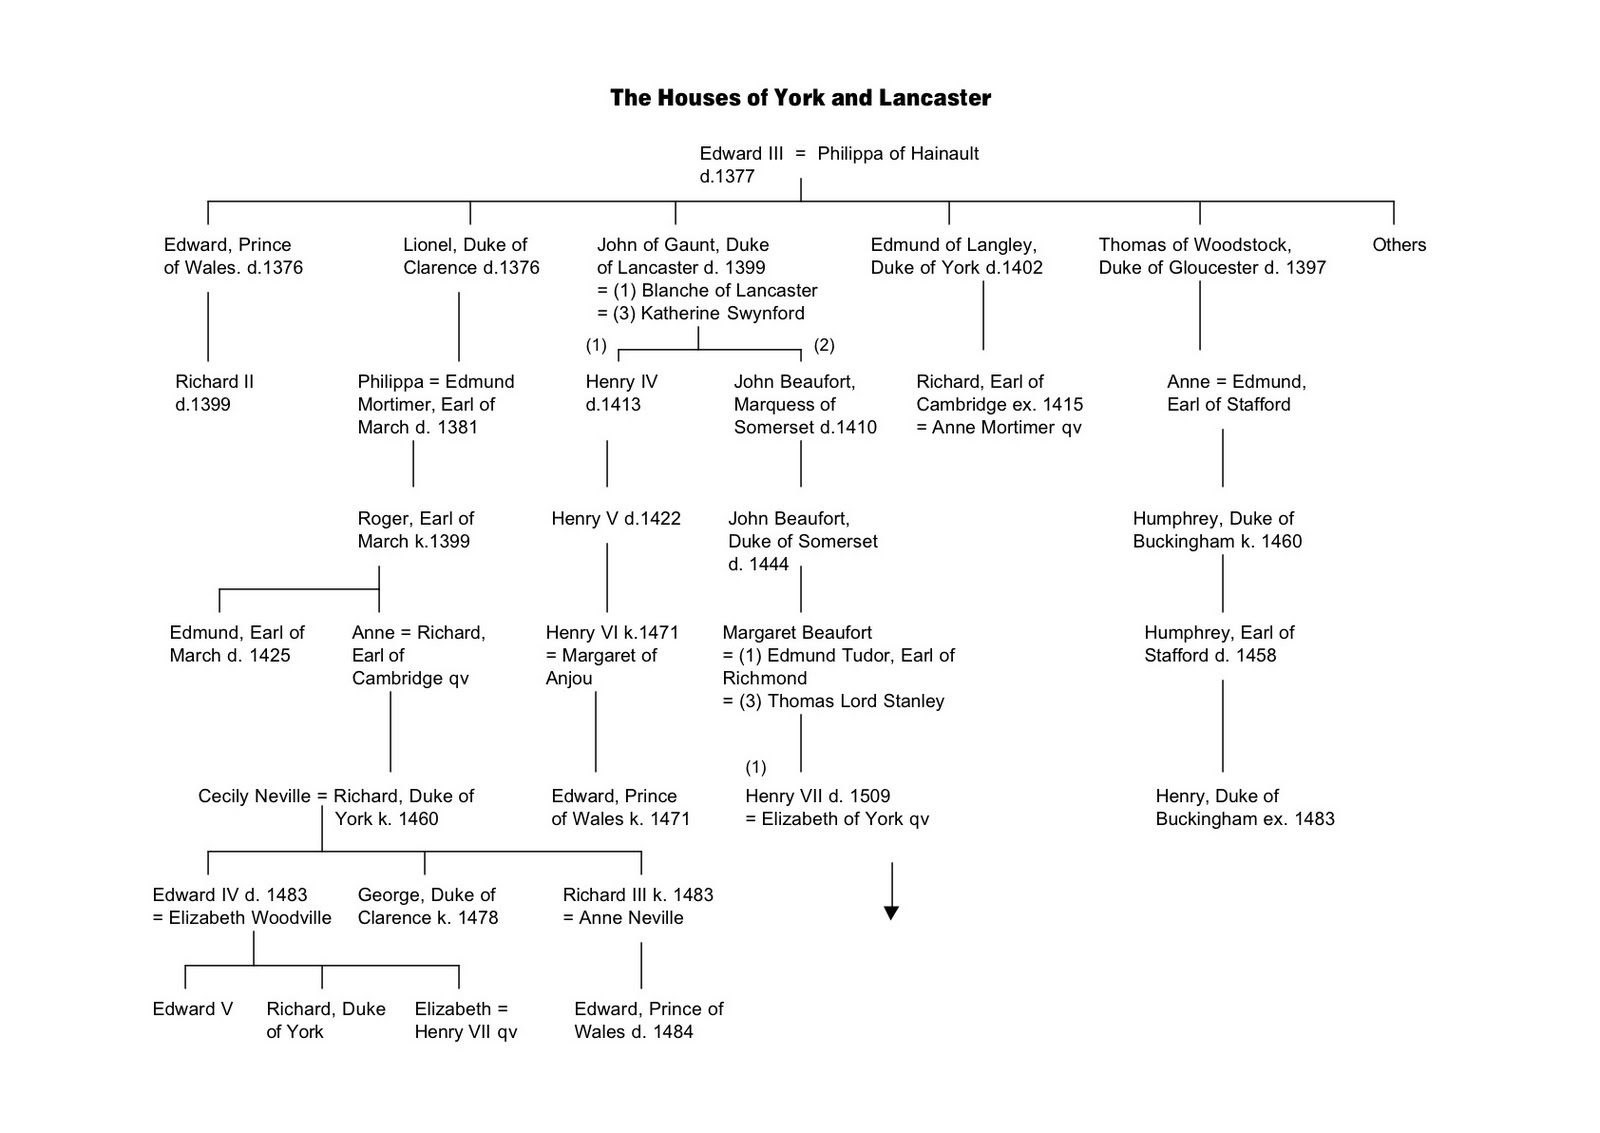 The Houses of York and Lancaster
Edward III = Philippa of Hainault
d.1377
Edward, Prince
of Wales. d.1376
Lionel, Duke of
Clarence d.1376
John of Gaunt, Duke
of Lancaster d. 1399
= (1) Blanche of Lancaster
= (3) Katherine Swynford
Edmund of Langley,
Duke of York d.1402
Thomas of Woodstock,
Duke of Gloucester d. 1397
Others
(1)
(2)
Richard II
d.1399
Philippa = Edmund
Mortimer, Earl of
March d. 1381
Henry IV
d.1413
John Beaufort,
Marquess of
Somerset d.1410
Richard, Earl of
Cambridge ex. 1415
= Anne Mortimer qv
Anne = Edmund,
Earl of Stafford
Roger, Earl of
March k.1399
Henry V d.1422
John Beaufort,
Duke of Somerset
d. 1444
Humphrey, Duke of
Buckingham k. 1460
Edmund, Earl of
March d. 1425
Anne = Richard,
Earl of
Cambridge qv
Henry VI k.1471
= Margaret of
Anjou
Margaret Beaufort
= (1) Edmund Tudor, Earl of
Richmond
= (3) Thomas Lord Stanley
Humphrey, Earl of
Stafford d. 1458
(1)
Cecily Neville = Richard, Duke of
York k. 1460
Edward, Prince
of Wales k. 1471
Henry VII d. 1509
= Elizabeth of York qv
Henry, Duke of
Buckingham ex. 1483
Edward IV d. 1483
= Elizabeth Woodville
George, Duke of
Clarence k. 1478
Richard III k. 1483
= Anne Neville
Edward V
Richard, Duke
of York
Elizabeth =
Henry VII qv
Edward, Prince of
Wales d. 1484